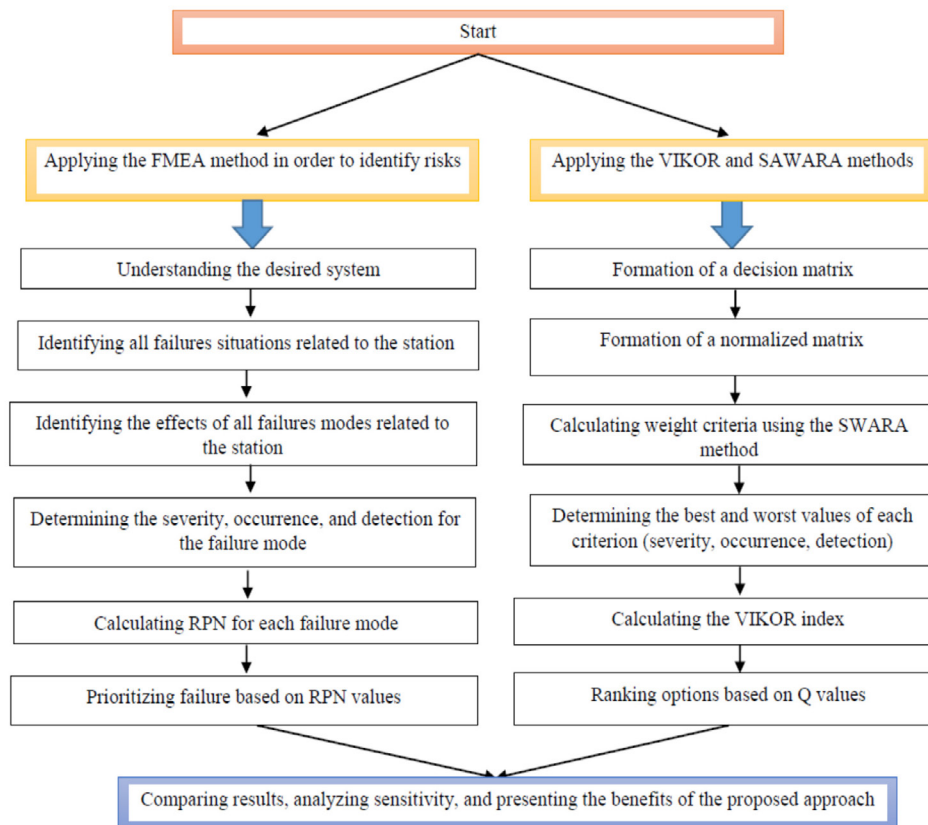 Start
Applying the FMEA method in order to identify risks
Understanding the desired system
Identifying all failures situations related to the station
Identifying the effects of all failures modes related to
the station
Determining the severity, occurrence, and detection for
the failure mode
Calculating RPN for each failure mode
Prioritizing failure based on RPN values
Applying the VIKOR and SAWARA methods
Formation of a decision matrix
Formation of a normalized matrix
Calculating weight criteria using the SWARA
method
Determining the best and worst values of each
criterion (severity, occurrence, detection)
Calculating the VIKOR index
Ranking options based on Q values
Comparing results, analyzing sensitivity, and presenting the benefits of the proposed approach